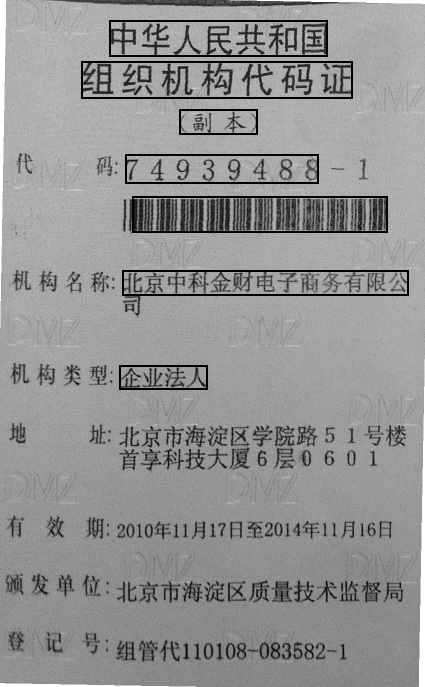 中华人民共和国
组织机构代码证
(副本)
代码:74939488-1
机构名称:北京中科金财电子商务有限公
司
机构类型:企业法人
地址:北京市海淀区学院路51号楼
首享科技大厦6层0601
有效期:2010年11月17日至2014年11月16日
颁发单位:北京市海淀区质量技术监督局
登记号:组管代110108-083582-1